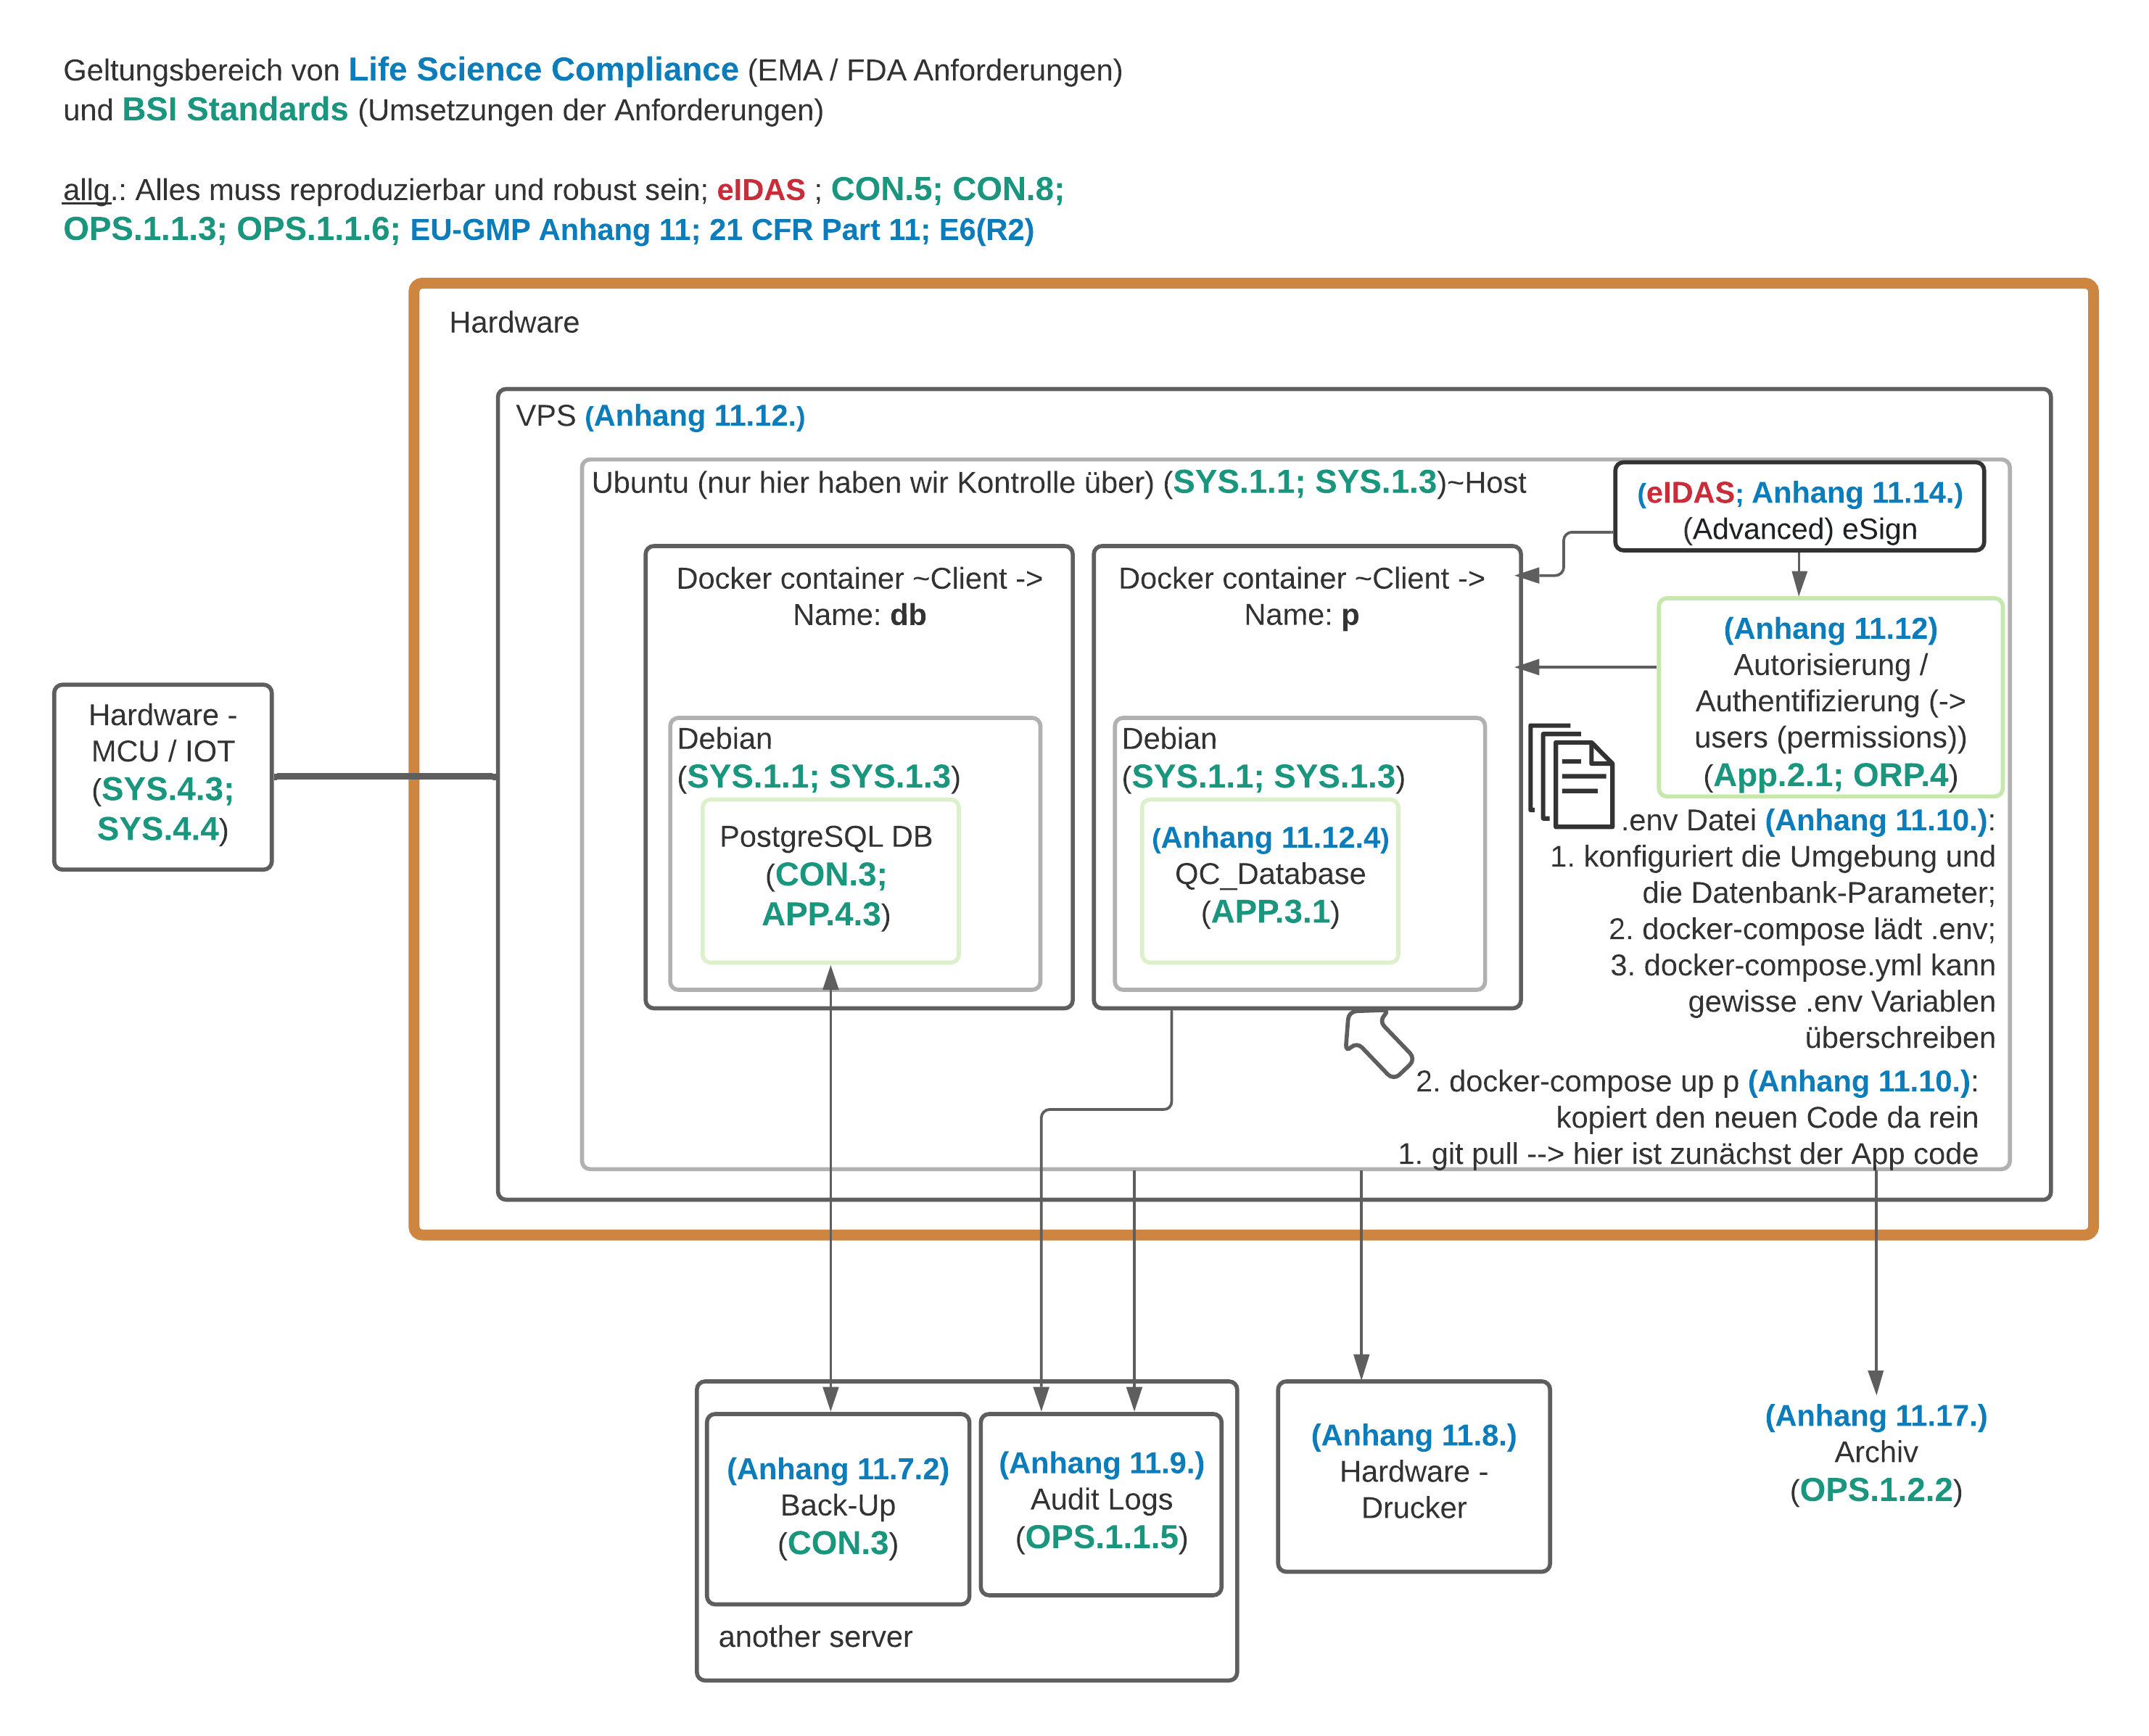 Geltungsbereich von Life Science Compliance (EMA / FDA Anforderungen)
und BSI Standards (Umsetzungen der Anforderungen)
allg.: Alles muss reproduzierbar und robust sein; eIDAS ; CON.5; CON.8;
OPS.1.1.3; OPS.1.1.6; EU-GMP Anhang 11; 21 CFR Part 11; E6(R2)
Hardware
VPS (Anhang 11.12.)
Ubuntu (nur hier haben wir Kontrolle über) (SYS.1.1; SYS.1.3)~Host
(eIDAS; Anhang 11.14.)
(Advanced) eSign
Docker container ~Client ->
Name: db
Docker container ~Client ->
Name: p
(Anhang 11.12)
Autorisierung /
Authentifizierung (->
users (permissions))
(App.2.1; ORP.4)
Hardware -
MCU / IOT
(SYS.4.3;
SYS.4.4)
Debian
(SYS.1.1; SYS.1.3)
PostgreSQL DB
(CON.3;
APP.4.3)
Debian
(SYS.1.1; SYS.1.3)
(Anhang 11.12.4)
QC_Database
(APP.3.1)
.env Datei (Anhang 11.10.):
1. konfiguriert die Umgebung und
die Datenbank-Parameter;
2. docker-compose lädt .env;
3. docker-compose.yml kann
gewisse .env Variablen
überschreiben
2. docker-compose up p (Anhang 11.10.):
kopiert den neuen Code da rein
1. git pull --> hier ist zunächst der App code
(Anhang 11.7.2)
Back-Up
(CON.3)
(Anhang 11.9.)
Audit Logs
(OPS.1.1.5)
another server
(Anhang 11.8.)
Hardware -
Drucker
(Anhang 11.17.)
Archiv
(OPS.1.2.2)